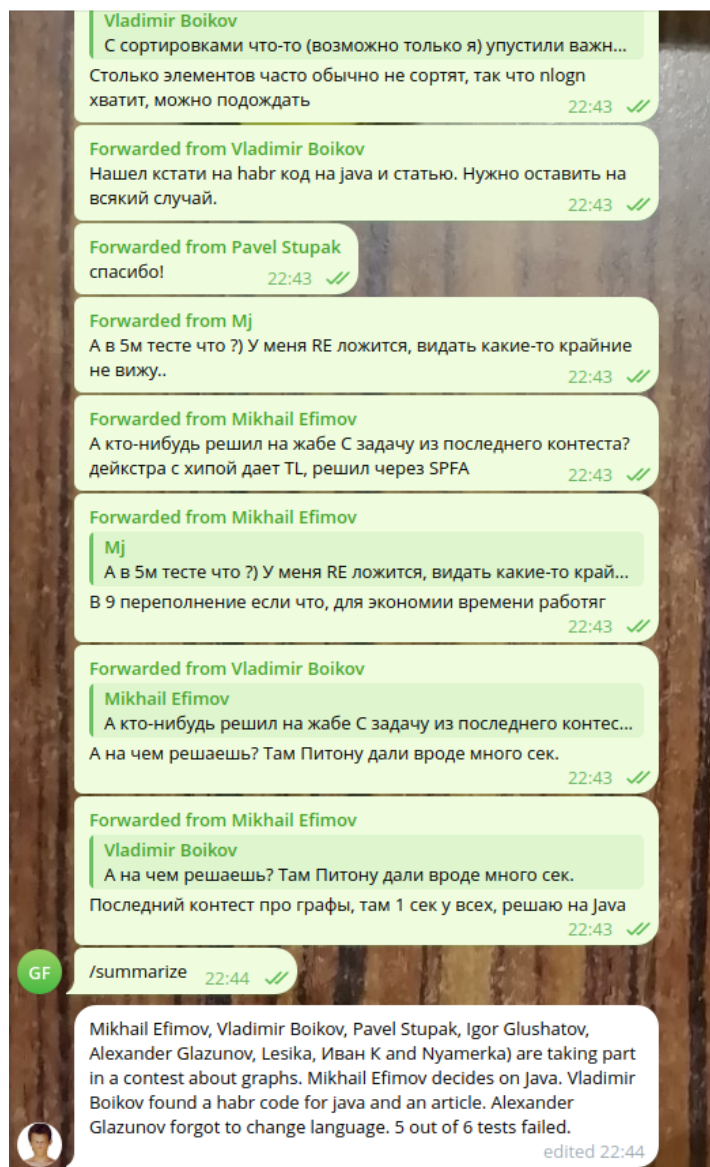 Vladimir Boikov
С сортировками что-то (возможно только я) упустили важн...
Столько элементов часто обычно не сортят, так что nlogn
хватит, можно подождать
22:43
Forwarded from Vladimir Boikov
Нашел кстати на habr код на java и статью. Нужно оставить на
всякий случай.
22:43
Forwarded from Pavel Stupak
спасибо!
22:43
Forwarded from Mj
А в 5м тесте что ?) У меня RE ложится, видать какие-то крайние
не вижу..
22:43
Forwarded from Mikhail Efimov
А кто-нибудь решил на жабе С задачу из последнего контеста?
дейкстра с хипой дает TL, решил через SPFA
22:43
Forwarded from Mikhail Efimov
Mj
А в 5м тесте что ?) У меня RE ложится, видать какие-то край...
В 9 переполнение если что, для экономии времени работяг
22:43
Forwarded from Vladimir Boikov
Mikhail Efimov
А кто-нибудь решил на жабе С задачу из последнего контес...
А на чем решаешь? Там Питону дали вроде много сек.
22:43
Forwarded from Mikhail Efimov
Vladimir Boikov
А на чем решаешь? Там Питону дали вроде много сек.
Последний контест про графы, там 1 сек у всех, решаю на Java
22:43
GF
/summarize
22:44
Mikhail Efimov, Vladimir Boikov, Pavel Stupak, Igor Glushatov,
Alexander Glazunov, Lesika, Иван К and Nyamerka) are taking part
in a contest about graphs. Mikhail Efimov decides on Java. Vladimir
Boikov found a habr code for java and an article. Alexander
Glazunov forgot to change language. 5 out of 6 tests failed.
edited 22:44